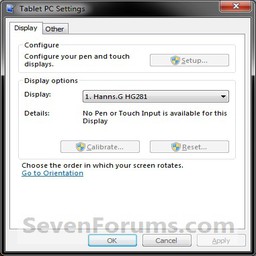 Tablet PC Settings
Display Other
Configure
Configure your pen and touch
displays.
Setup...
Display options
Display: 1. Hanns.G HG281
Details: No Pen or Touch Input is available for this
Display
Calibrate... Reset...
Choose the order in which your screen rotates.
Go to Orientation
SevenForums.com
OK Cancel Apply